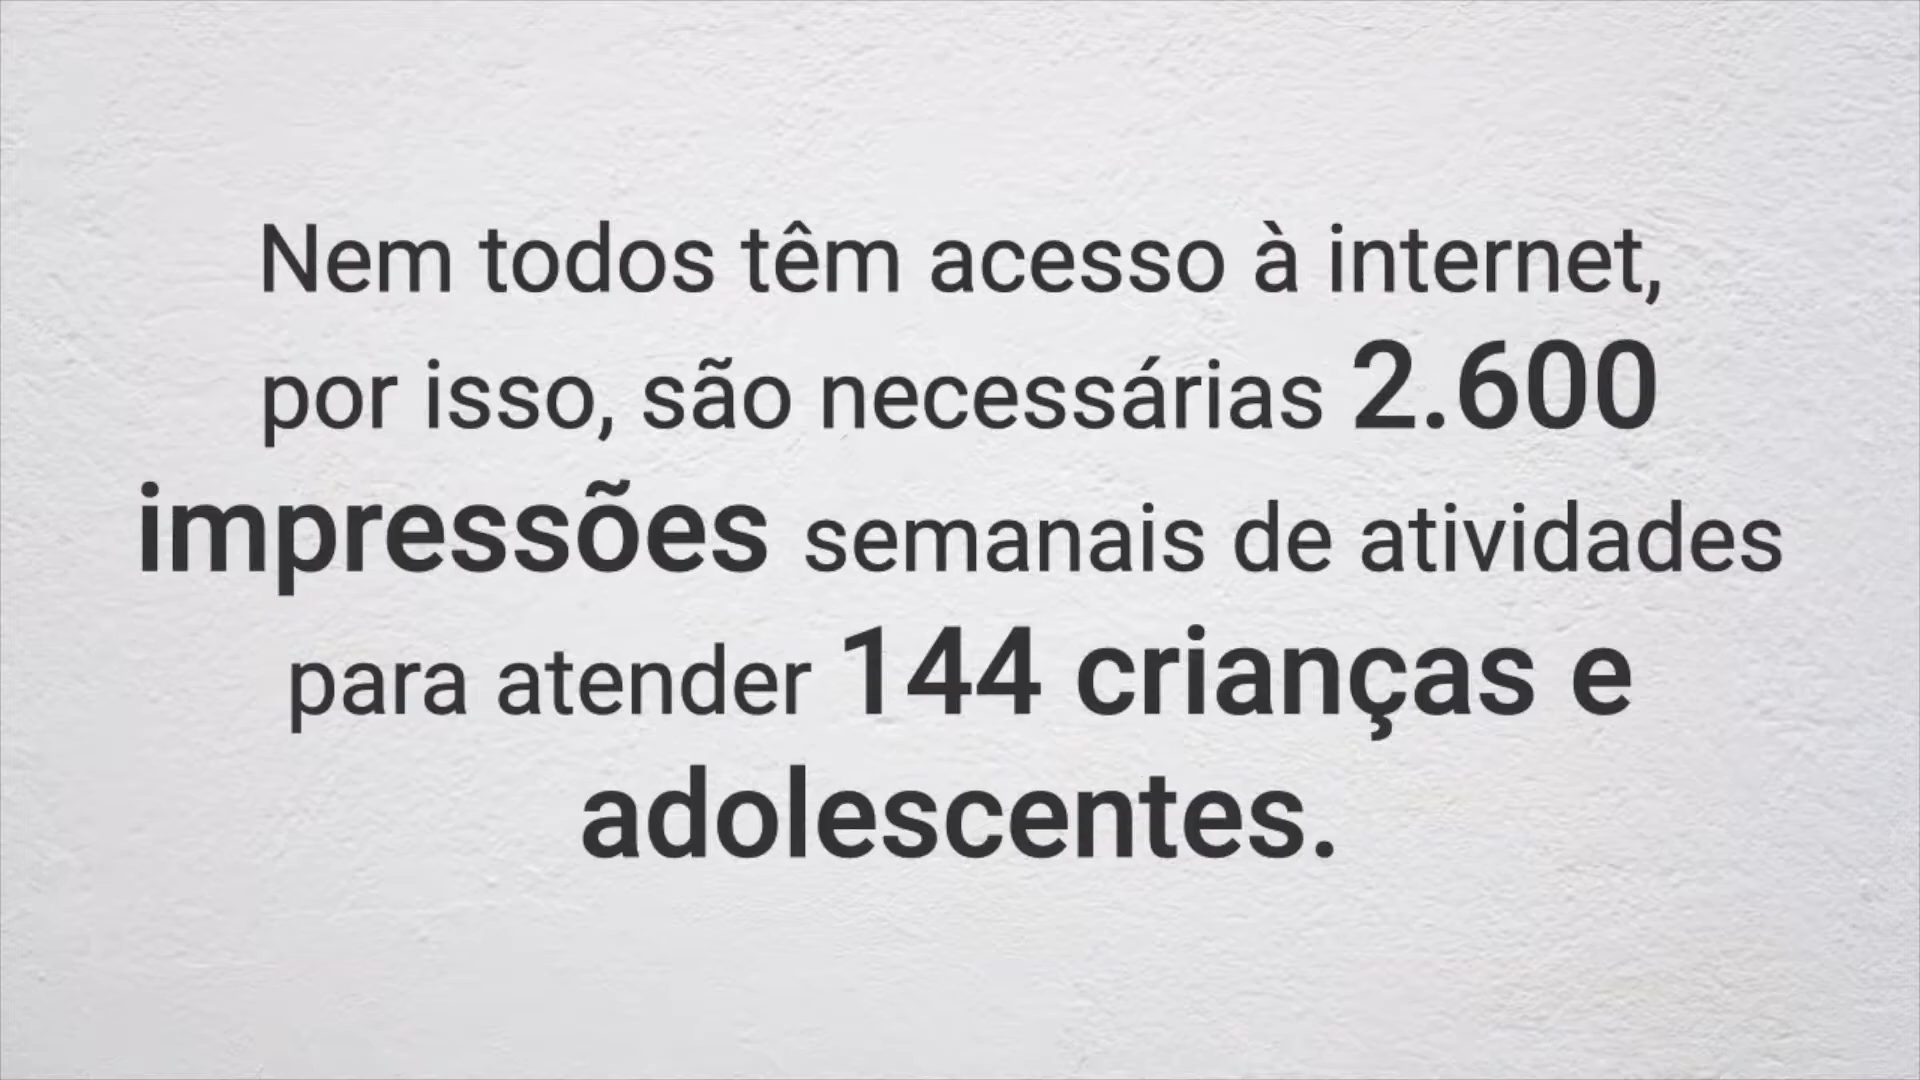 Nem todos têm acesso à internet,
por isso, são necessárias 2.600
impressões semanais de atividades
para atender 144 crianças e
adolescentes.